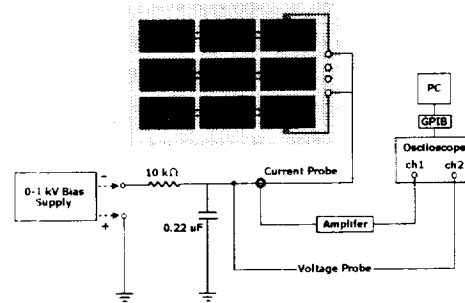 PC
GPIB
Oscilloscope
ch1 ch2
10 kΩ
Current Probe
0-1 kV Bias
Supply
-
+
0.22 uF
Amplifer
Voltage Probe